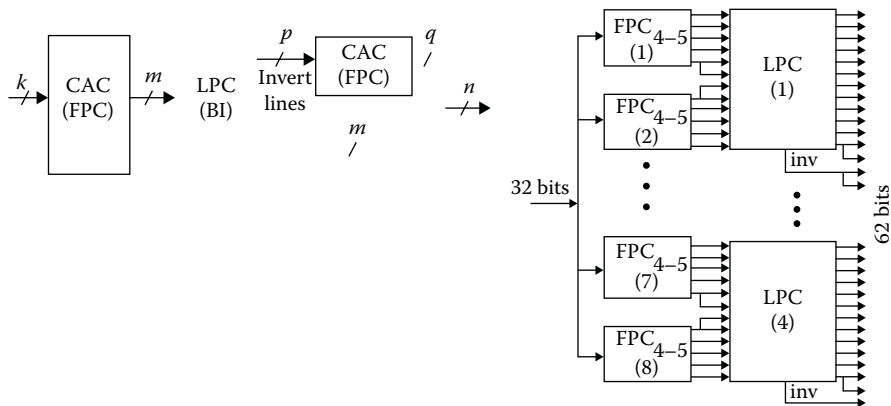 k
CAC
(FPC)
m
LPC
(BI)
p
Invert
lines
CAC
(FPC)
q
m
n
32 bits
FPC4–5
(1)
FPC4–5
(2)
LPC
(1)
inv
FPC4–5
(7)
FPC4–5
(8)
LPC
(4)
inv
62 bits